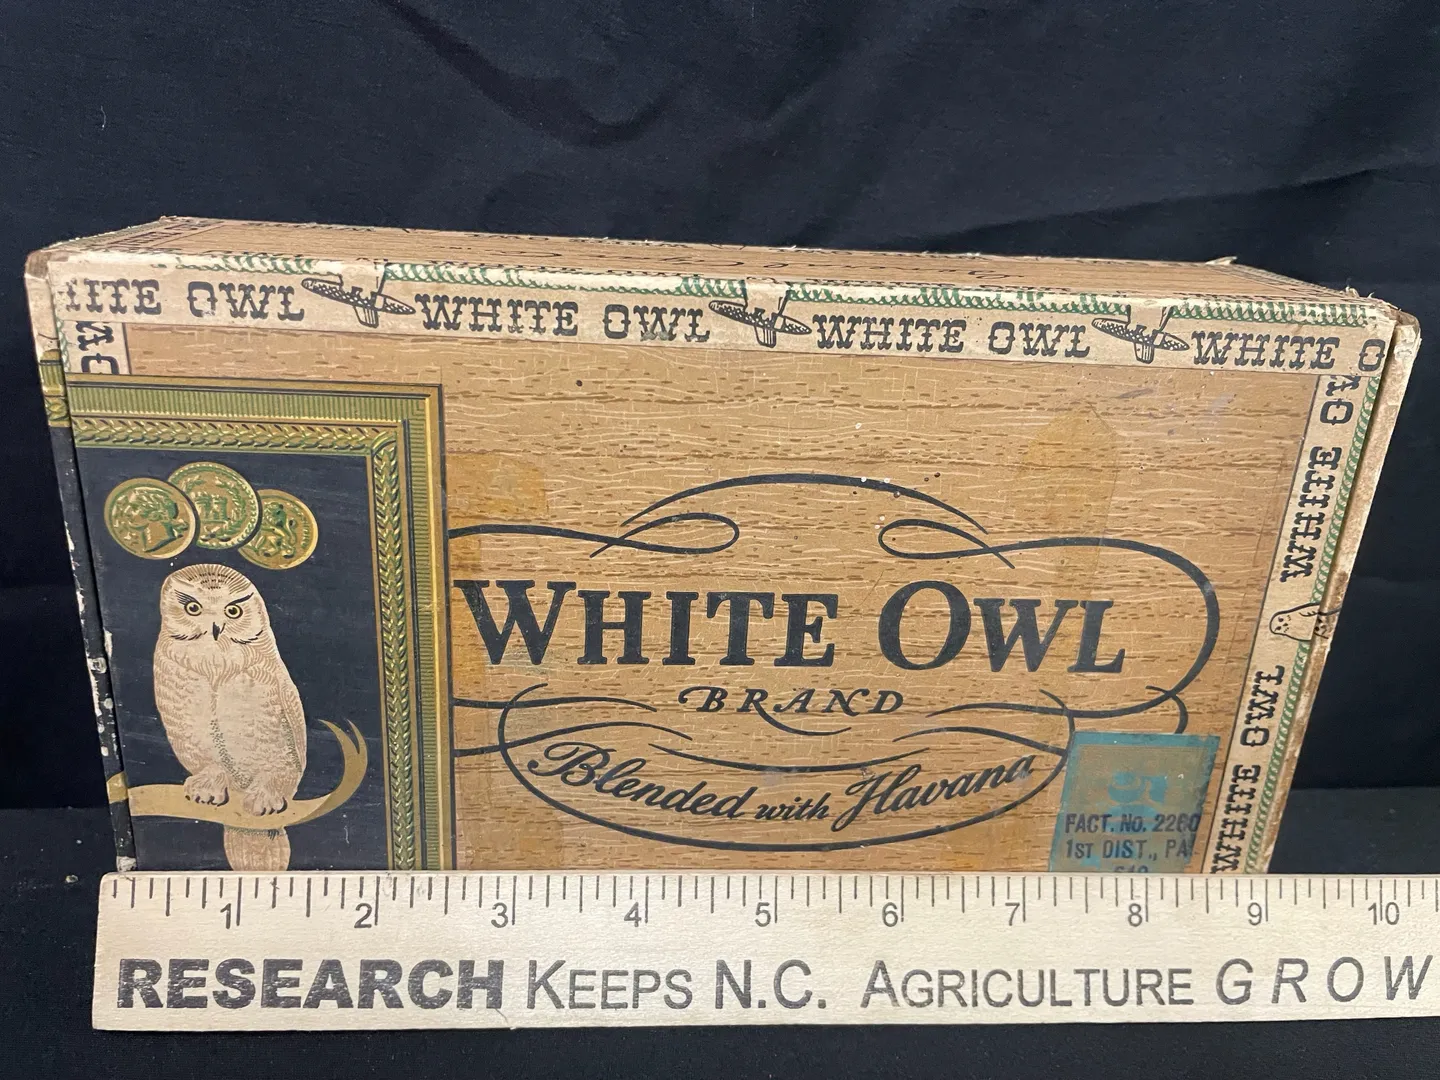 WHITE OWL WHITE OWL WHITE OWL WHITE O
WHITE OWL
BRAND
Blended with Havana
OWL
WHITE
WHITE OWL
5
FACT. NO. 2260
1ST DIST., PA.
1 2 3 4 5 6 7 8 9 10
RESEARCH KEEPS N.C. AGRICULTURE GROW